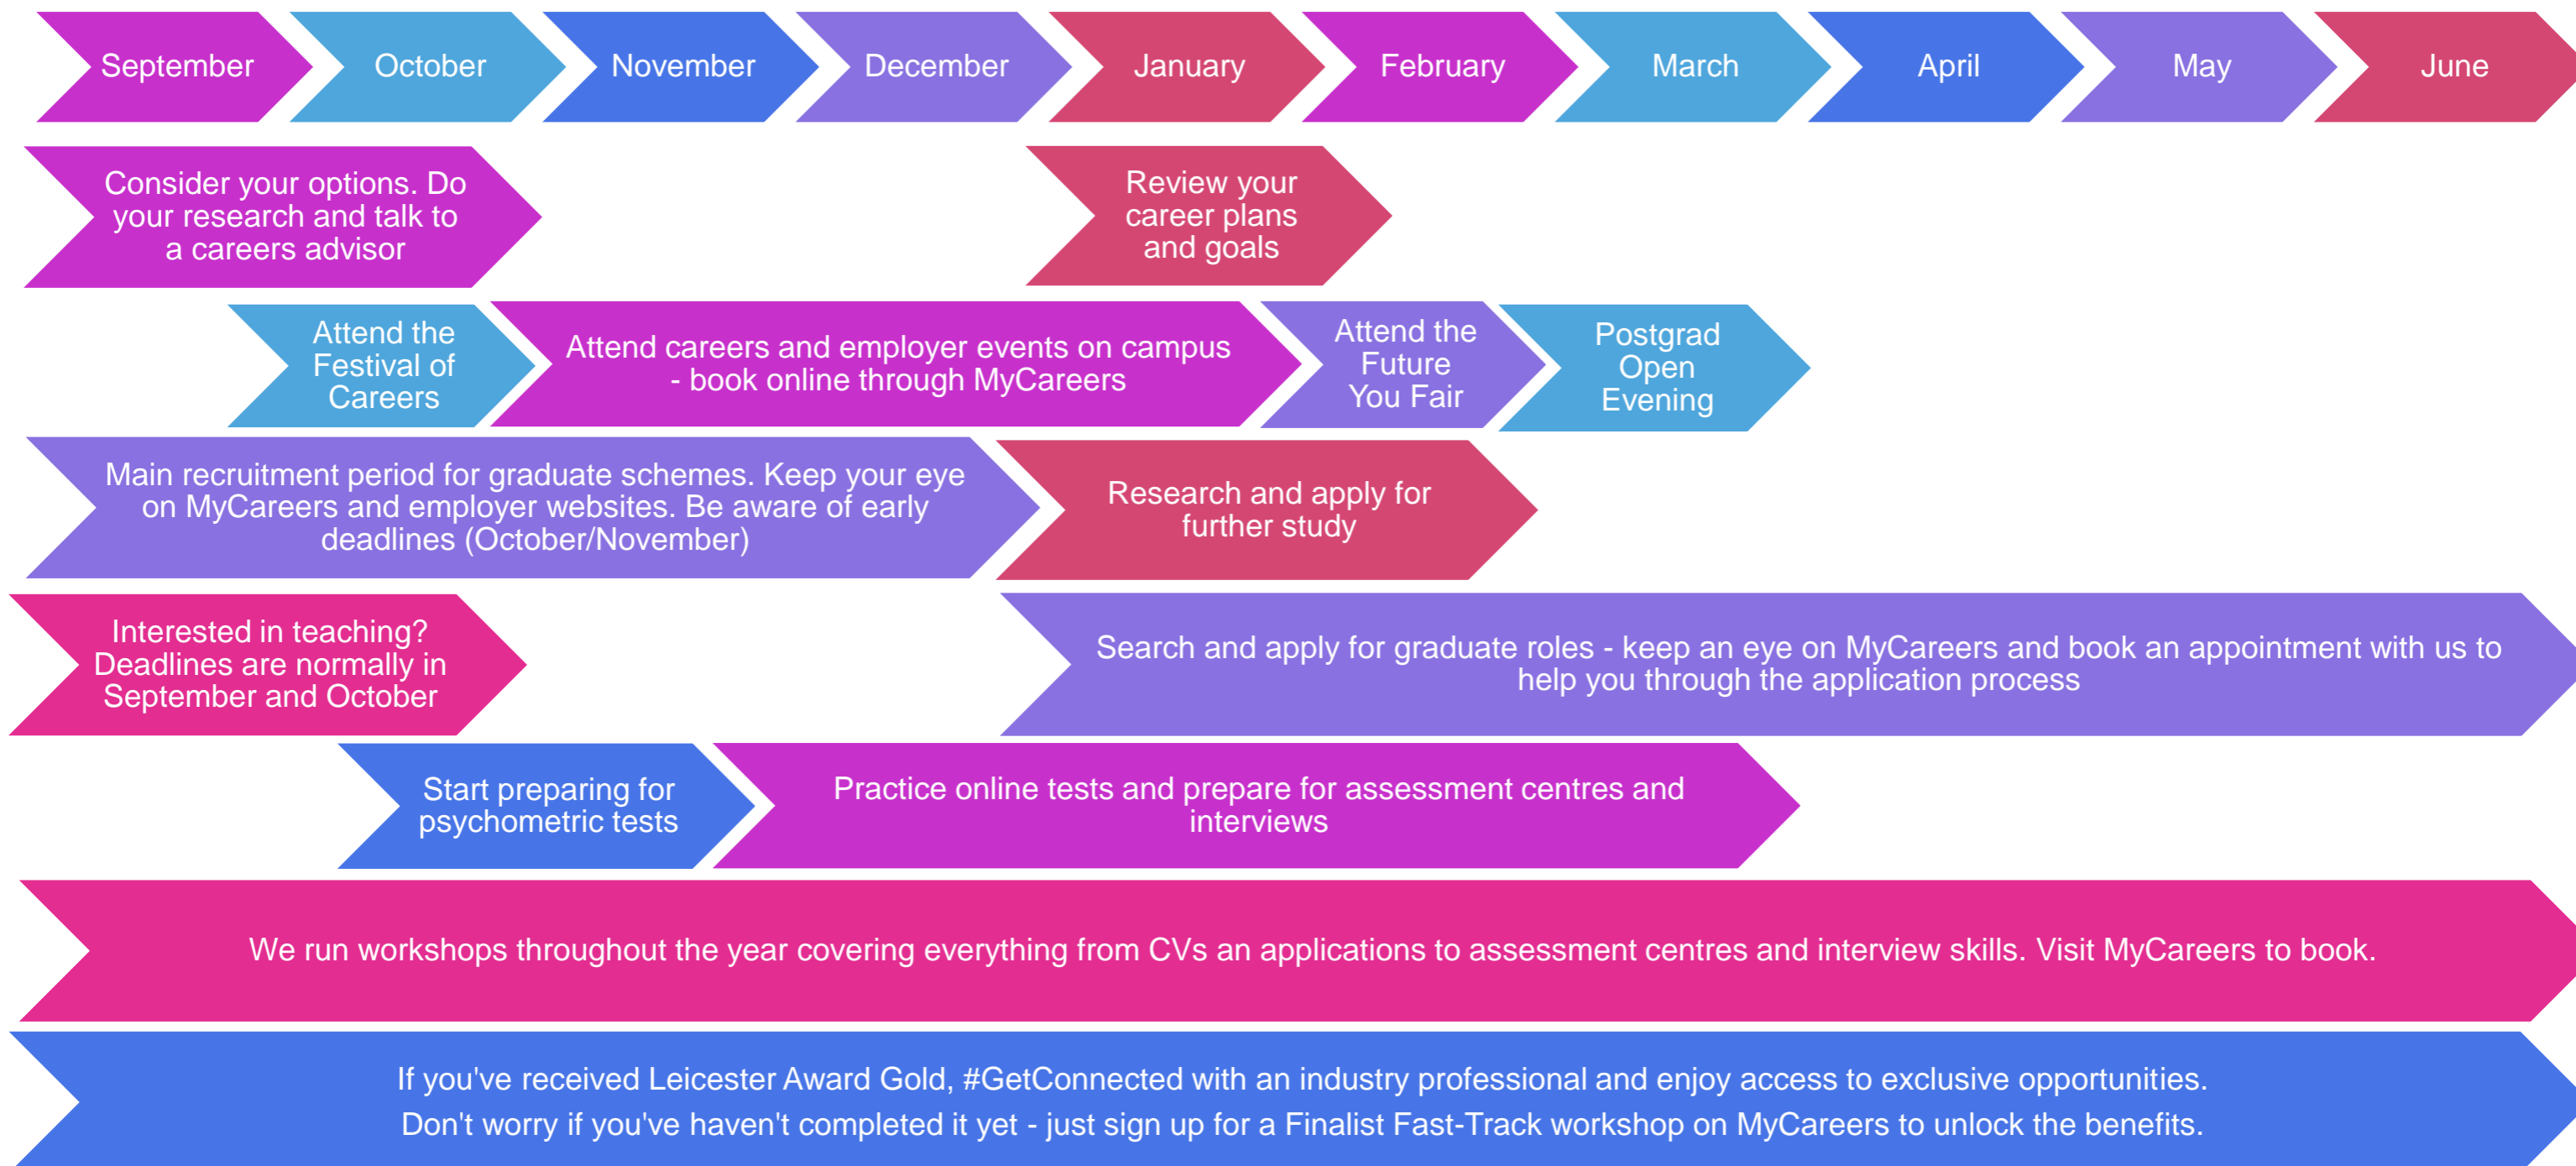 September
October
November
December
January
February
March
April
May
June
Consider your options. Do
your research and talk to
a careers advisor
Review your
career plans
and goals
Attend the
Festival of
Careers
Attend careers and employer events on campus
- book online through MyCareers
Attend the
Future
You Fair
Postgrad
Open
Evening
Main recruitment period for graduate schemes. Keep your eye
on MyCareers and employer websites. Be aware of early
deadlines (October/November)
Research and apply for
further study
Interested in teaching?
Deadlines are normally in
September and October
Search and apply for graduate roles - keep an eye on MyCareers and book an appointment with us to
help you through the application process
Start preparing for
psychometric tests
Practice online tests and prepare for assessment centres and
interviews
We run workshops throughout the year covering everything from CVs an applications to assessment centres and interview skills. Visit MyCareers to book.
If you've received Leicester Award Gold, #GetConnected with an industry professional and enjoy access to exclusive opportunities.
Don't worry if you've haven't completed it yet - just sign up for a Finalist Fast-Track workshop on MyCareers to unlock the benefits.